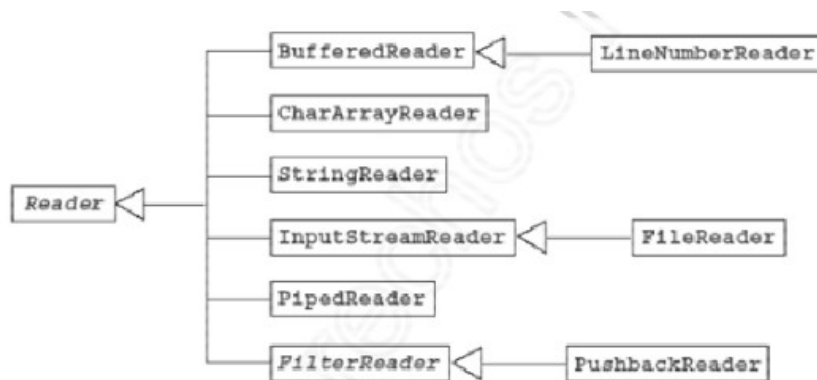 BufferedReader
LineNumberReader
CharArrayReader
StringReader
Reader
InputStreamReader
FileReader
PipedReader
FilterReader
PushbackReader